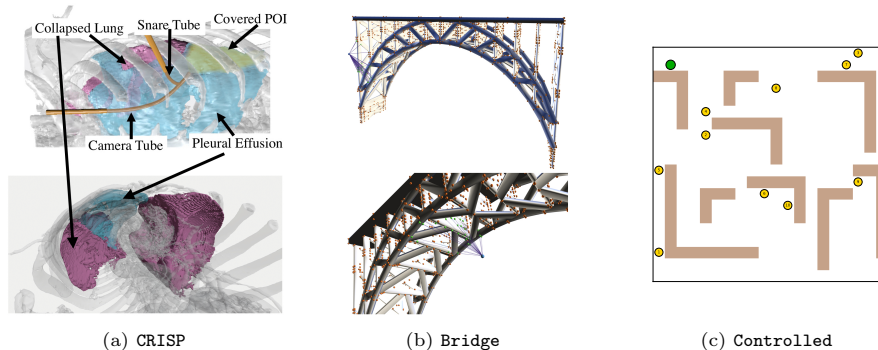 Collapsed Lung
Snare Tube
Covered POI
Camera Tube
Pleural Effusion
(a) CRISP
(b) Bridge
(c) Controlled